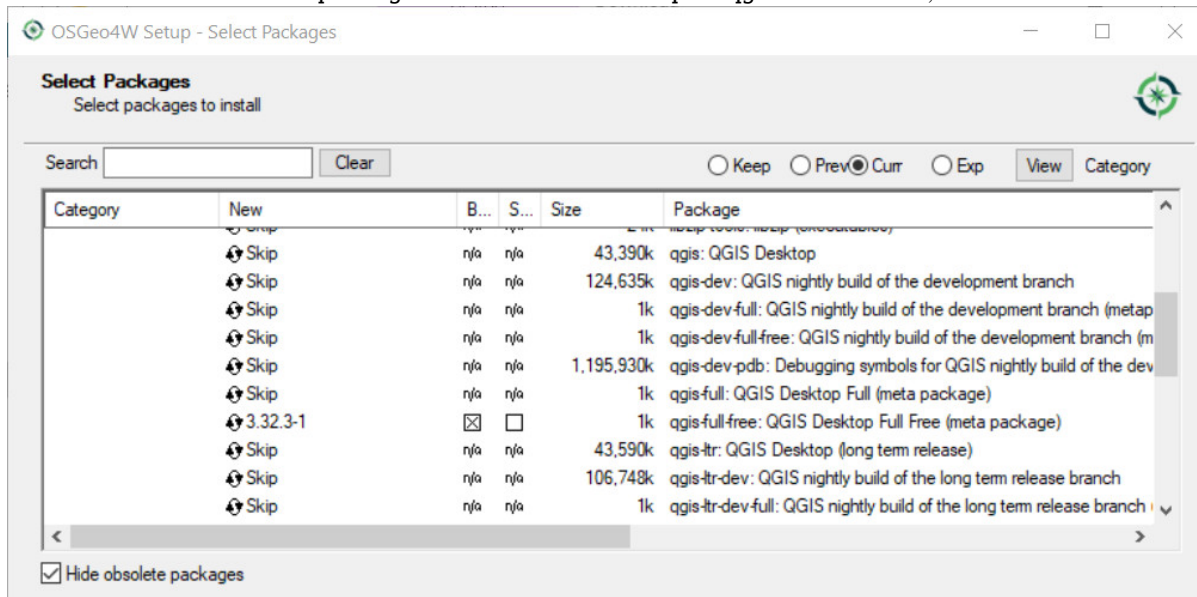 OSGeo4W Setup - Select Packages
Select Packages
Select packages to install
Search Clear Keep Prev Curr Exp View Category
Category New B... S... Size Package
Skip
Skip n/a n/a 43,390k qgis: QGIS Desktop
Skip n/a n/a 124,635k qgis-dev: QGIS nightly build of the development branch
Skip n/a n/a 1k qgis-dev-full: QGIS nightly build of the development branch (metap
Skip n/a n/a 1k qgis-dev-full-free: QGIS nightly build of the development branch (m
Skip n/a n/a 1,195,930k qgis-dev-pdb: Debugging symbols for QGIS nightly build of the dev
Skip n/a n/a 1k qgis-full: QGIS Desktop Full (meta package)
3.32.3-1 1k qgis-full-free: QGIS Desktop Full Free (meta package)
Skip n/a n/a 43,590k qgis-ltr: QGIS Desktop (long term release)
Skip n/a n/a 106,748k qgis-ltr-dev: QGIS nightly build of the long term release branch
Skip n/a n/a 1k qgis-ltr-dev-full: QGIS nightly build of the long term release branch
Hide obsolete packages